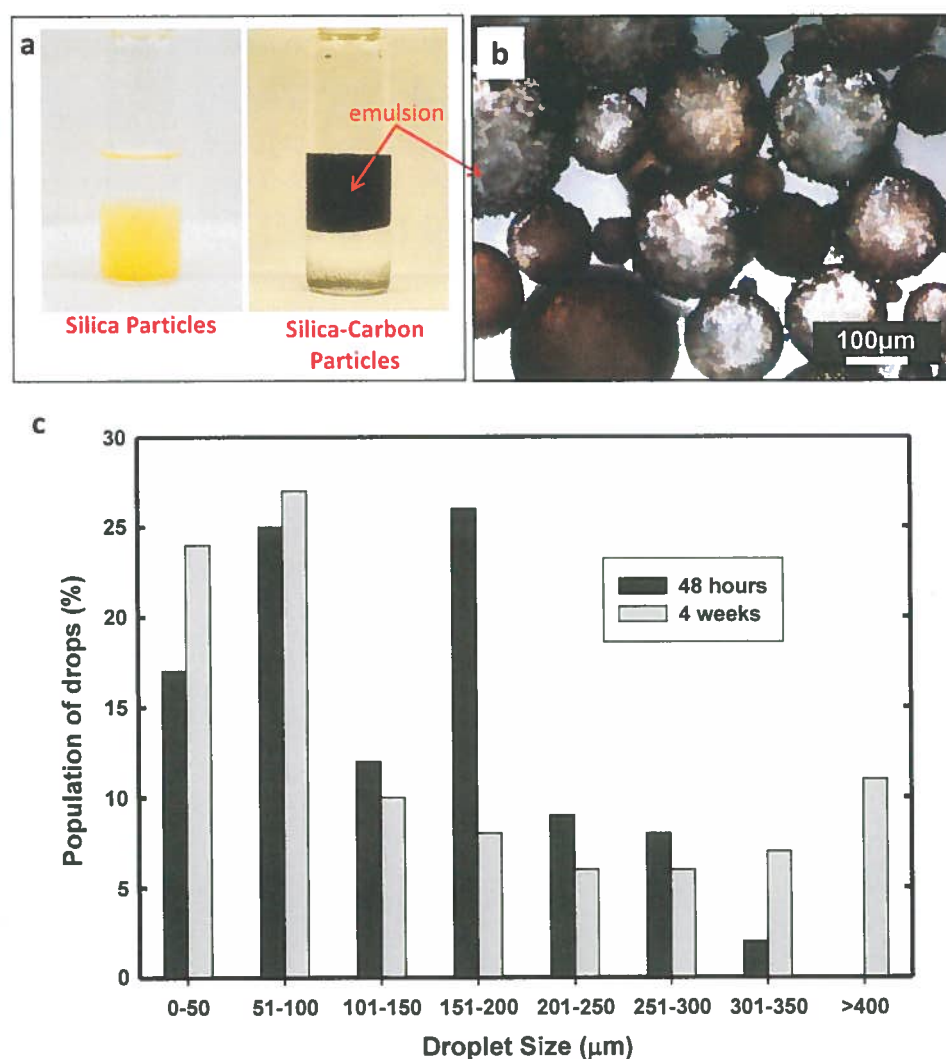 a
emulsion
Silica Particles
Silica-Carbon
Particles
b
100µm
c
30
25
20
15
10
5
0
Population of drops (%)
48 hours
4 weeks
0-50
51-100
101-150
151-200
201-250
251-300
301-350
>400
Droplet Size (µm)